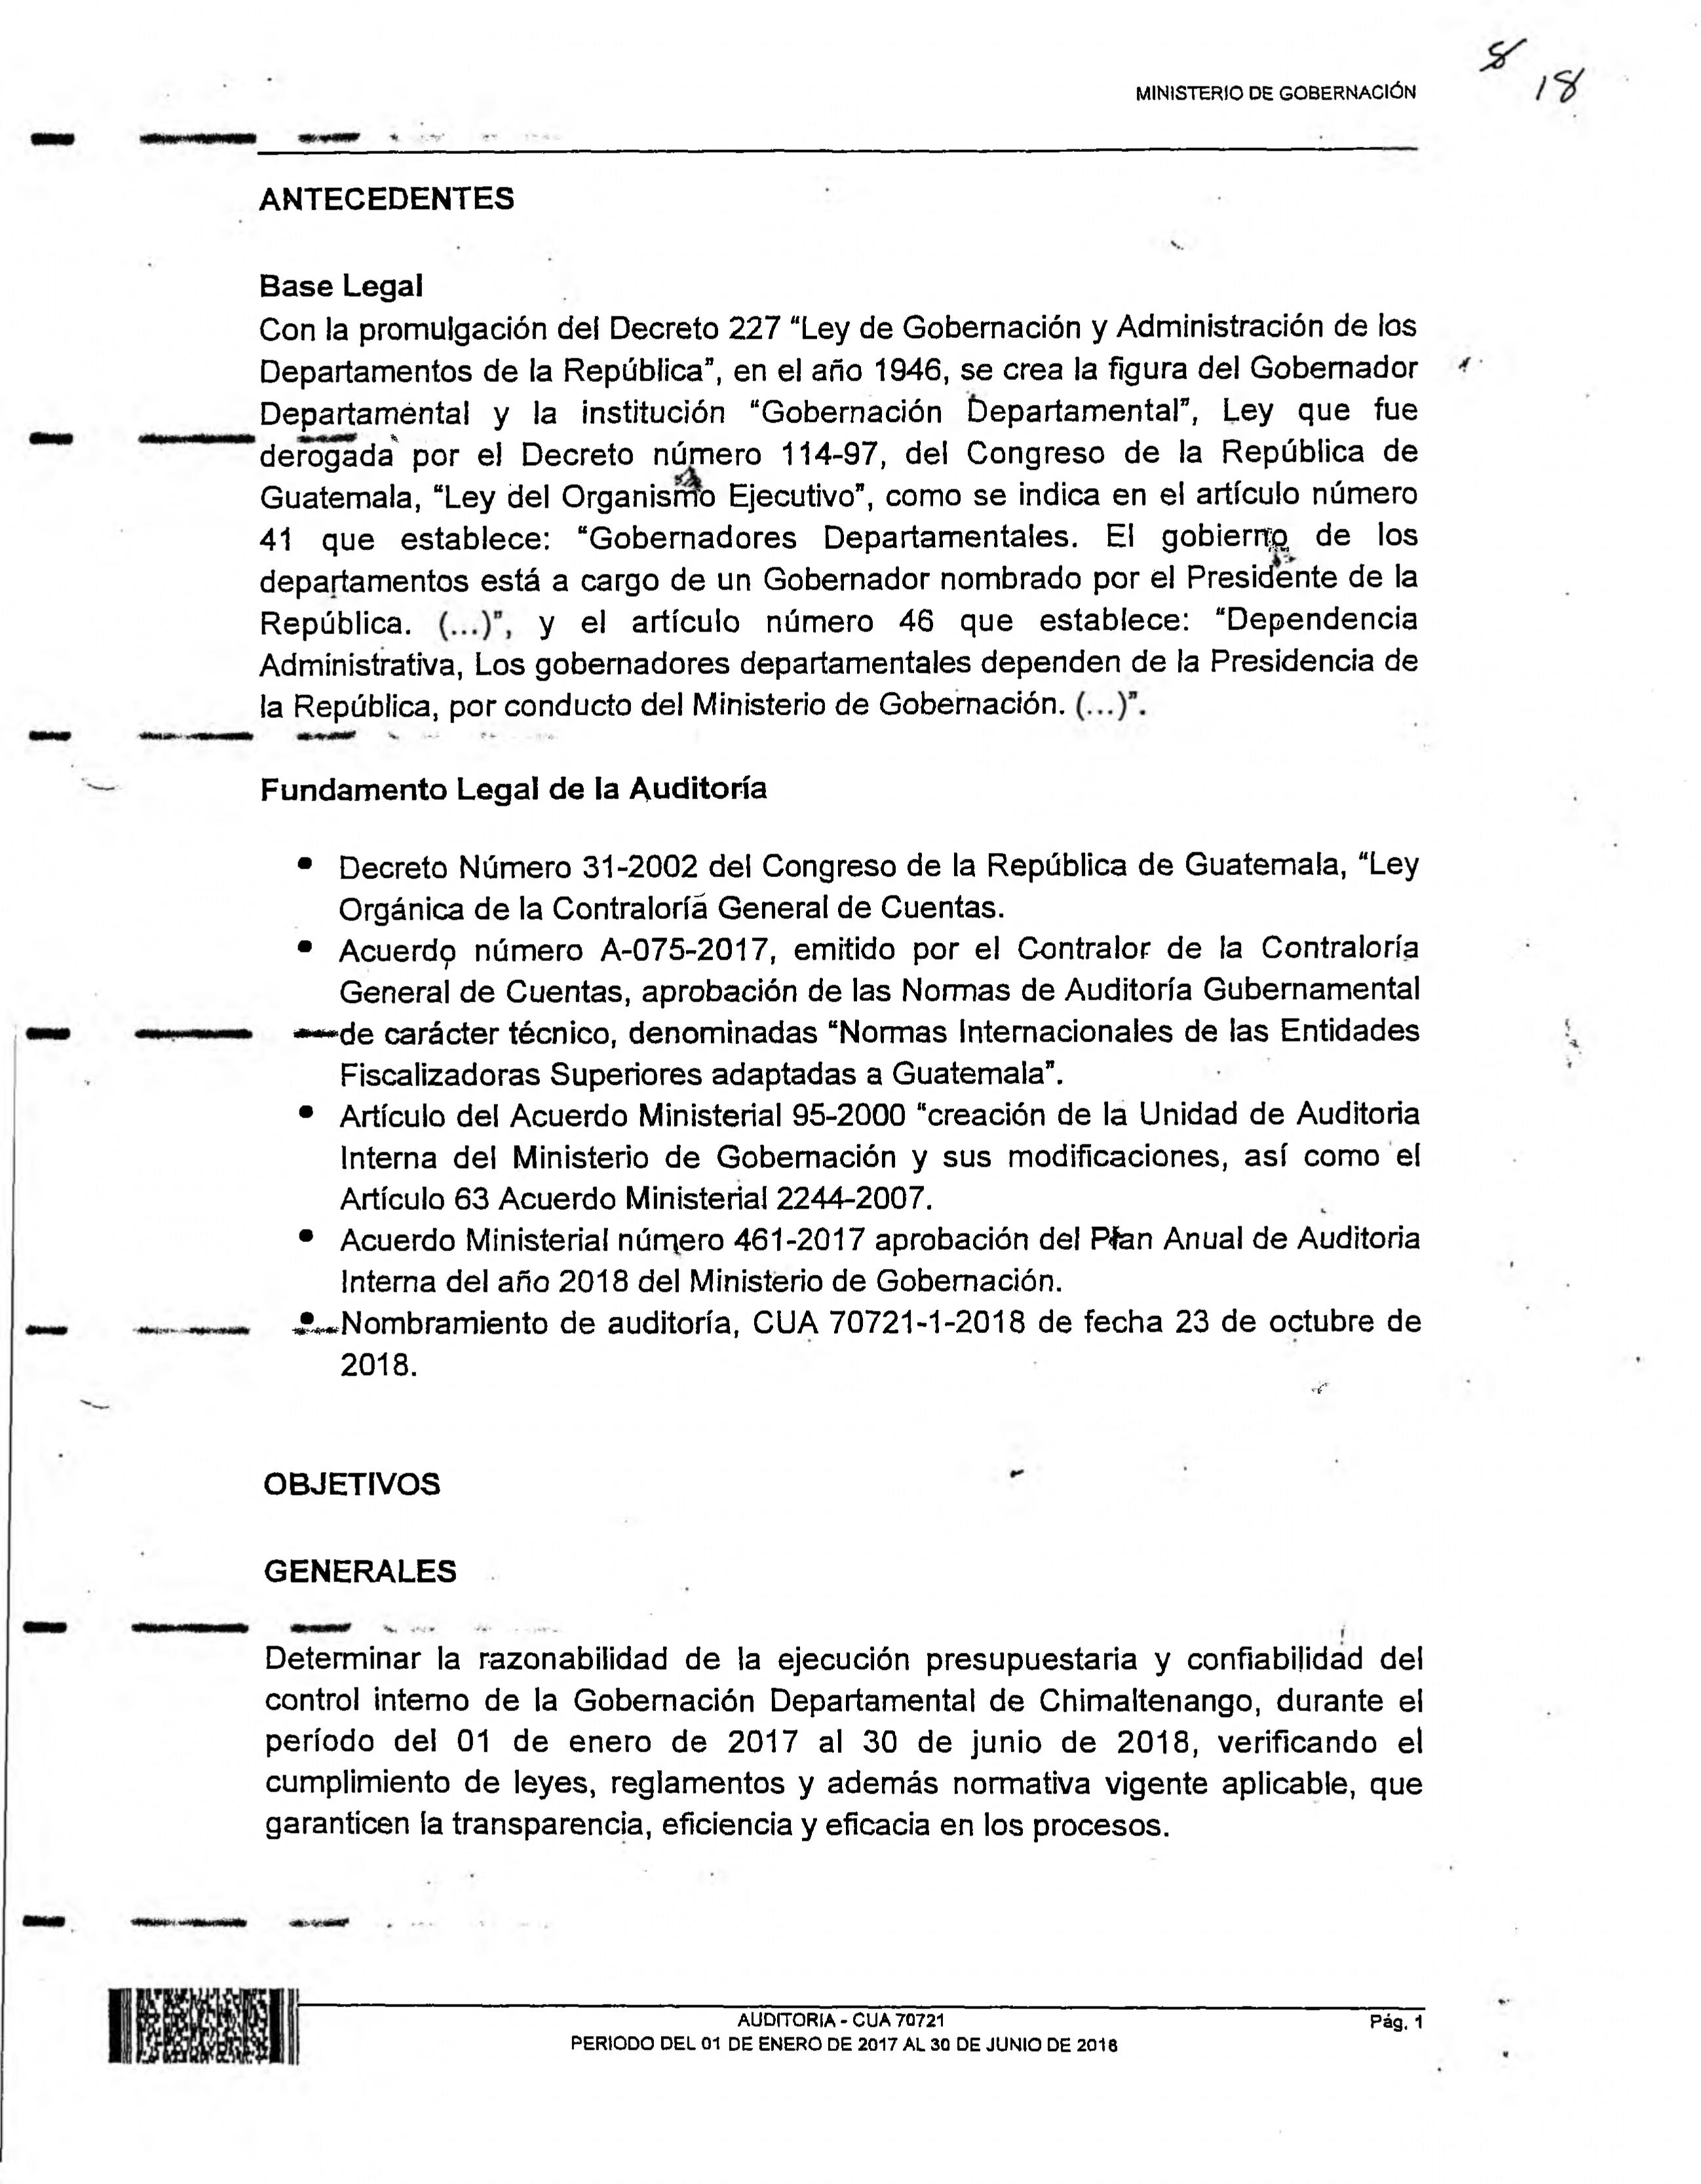 MINISTERIO DE GOBERNACIÓN
8
18
ANTECEDENTES
Base Legal
Con la promulgación del Decreto 227 “Ley de Gobernación y Administración de los
Departamentos de la República”, en el año 1946, se crea la figura del Gobernador
Departamental y la institución “Gobernación Departamental”, Ley que fue
derogada por el Decreto número 114-97, del Congreso de la República de
Guatemala, “Ley del Organismo Ejecutivo”, como se indica en el artículo número
41 que establece: “Gobernadores Departamentales. El gobierno de los
departamentos está a cargo de un Gobernador nombrado por el Presidente de la
República. (...)”, y el artículo número 46 que establece: “Dependencia
Administrativa, Los gobernadores departamentales dependen de la Presidencia de
la República, por conducto del Ministerio de Gobernación. (...)”.
Fundamento Legal de la Auditoría
• Decreto Número 31-2002 del Congreso de la República de Guatemala, “Ley
Orgánica de la Contraloría General de Cuentas.
• Acuerdo número A-075-2017, emitido por el Contralor de la Contraloría
General de Cuentas, aprobación de las Normas de Auditoría Gubernamental
de carácter técnico, denominadas “Normas Internacionales de las Entidades
Fiscalizadoras Superiores adaptadas a Guatemala”.
• Artículo del Acuerdo Ministerial 95-2000 “creación de la Unidad de Auditoria
Interna del Ministerio de Gobernación y sus modificaciones, así como el
Artículo 63 Acuerdo Ministerial 2244-2007.
• Acuerdo Ministerial número 461-2017 aprobación del Plan Anual de Auditoria
Interna del año 2018 del Ministerio de Gobernación.
• Nombramiento de auditoría, CUA 70721-1-2018 de fecha 23 de octubre de
2018.
OBJETIVOS
GENERALES
Determinar la razonabilidad de la ejecución presupuestaria y confiabilidad del
control interno de la Gobernación Departamental de Chimaltenango, durante el
período del 01 de enero de 2017 al 30 de junio de 2018, verificando el
cumplimiento de leyes, reglamentos y además normativa vigente aplicable, que
garanticen la transparencia, eficiencia y eficacia en los procesos.
AUDITORIA - CUA 70721
Pág. 1
PERIODO DEL 01 DE ENERO DE 2017 AL 30 DE JUNIO DE 2018